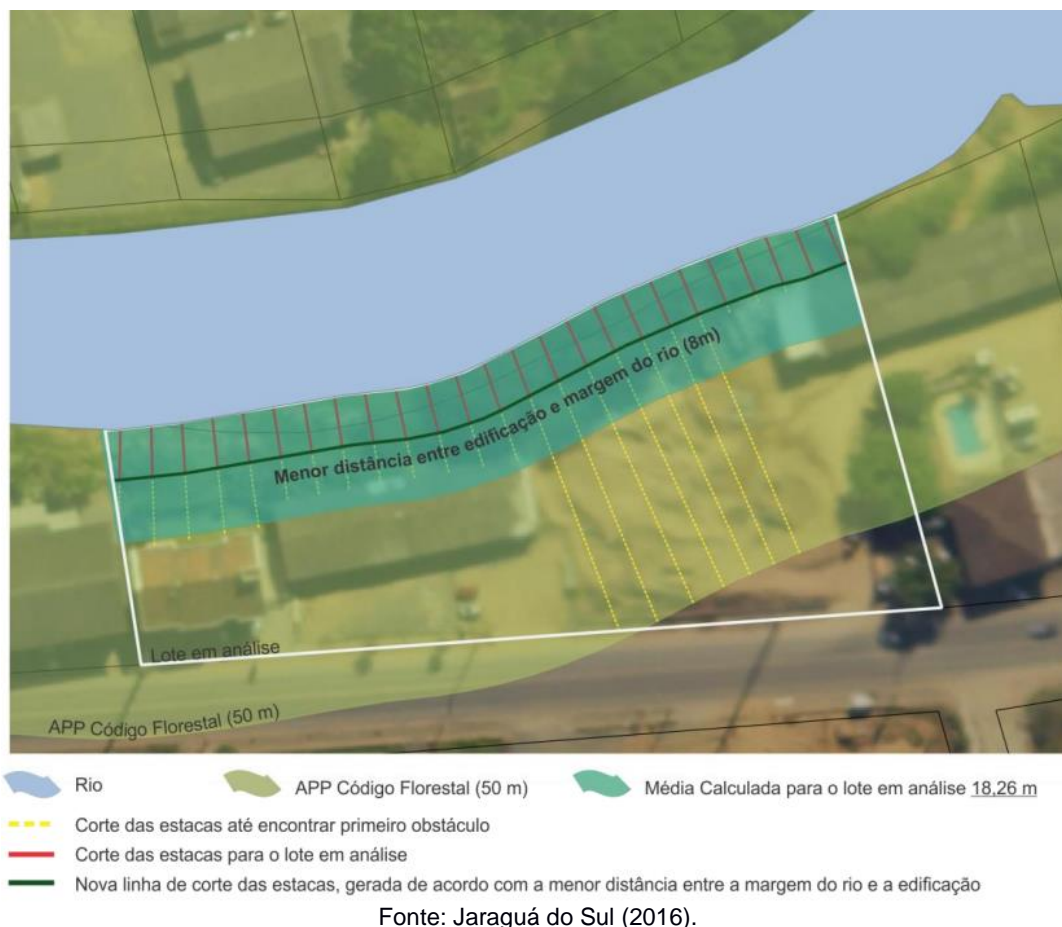 Menor distância entre edificação e margem do rio (8m)
Lote em análise
APP Código Florestal (50 m)
Rio
APP Código Florestal (50 m)
Média Calculada para o lote em análise 18,26 m
Corte das estacas até encontrar primeiro obstáculo
Corte das estacas para o lote em análise
Nova linha de corte das estacas, gerada de acordo com a menor distância entre a margem do rio e a edificação
Fonte: Jaraguá do Sul (2016).